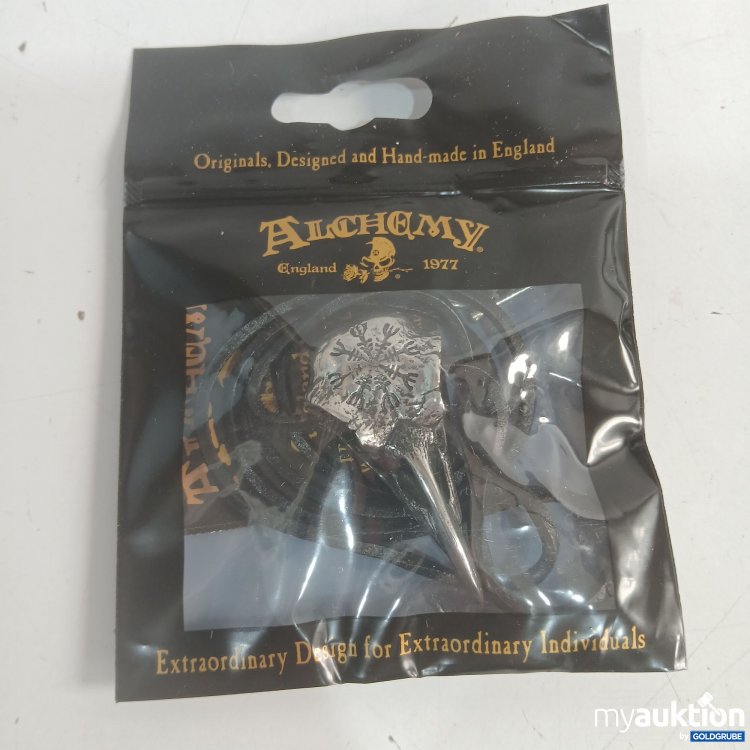 Originals, Designed and Hand-made in England
ALCHEMY®
England 1977
Extraordinary Design for Extraordinary Individuals
myauktion
by GOLDGRUBE